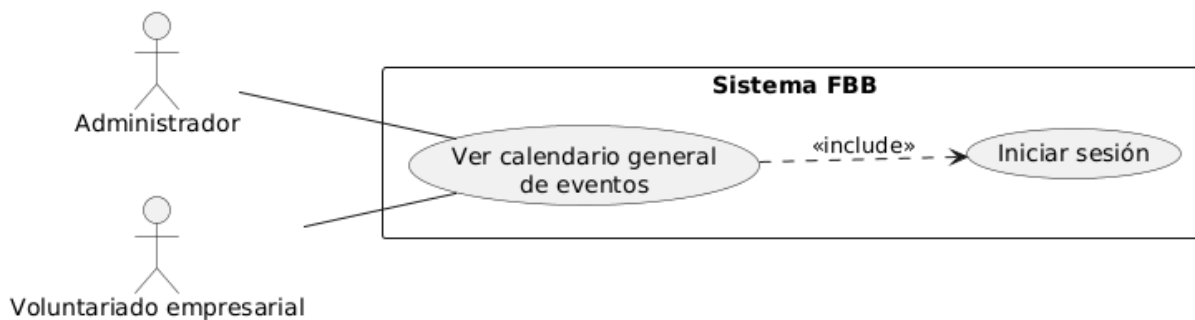 Administrador
Sistema FBB
Ver calendario general
de eventos
«include»
Iniciar sesión
Voluntariado empresarial